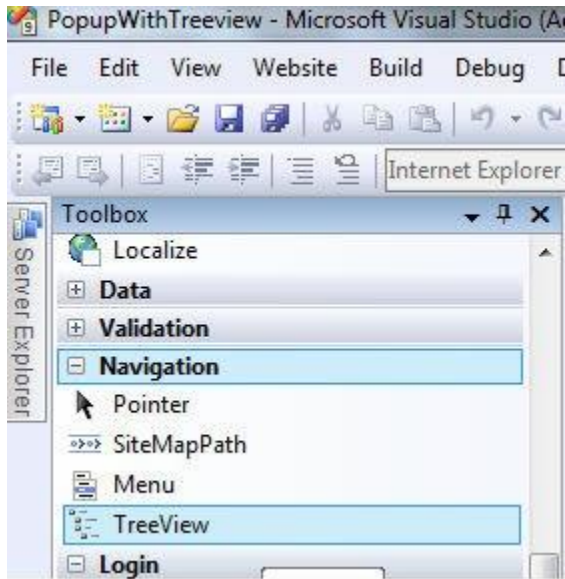 PopupWithTreeview - Microsoft Visual Studio (A
File Edit View Website Build Debug
Internet Explorer
Toolbox
Server Explorer
Localize
Data
Validation
Navigation
Pointer
SiteMapPath
Menu
TreeView
Login